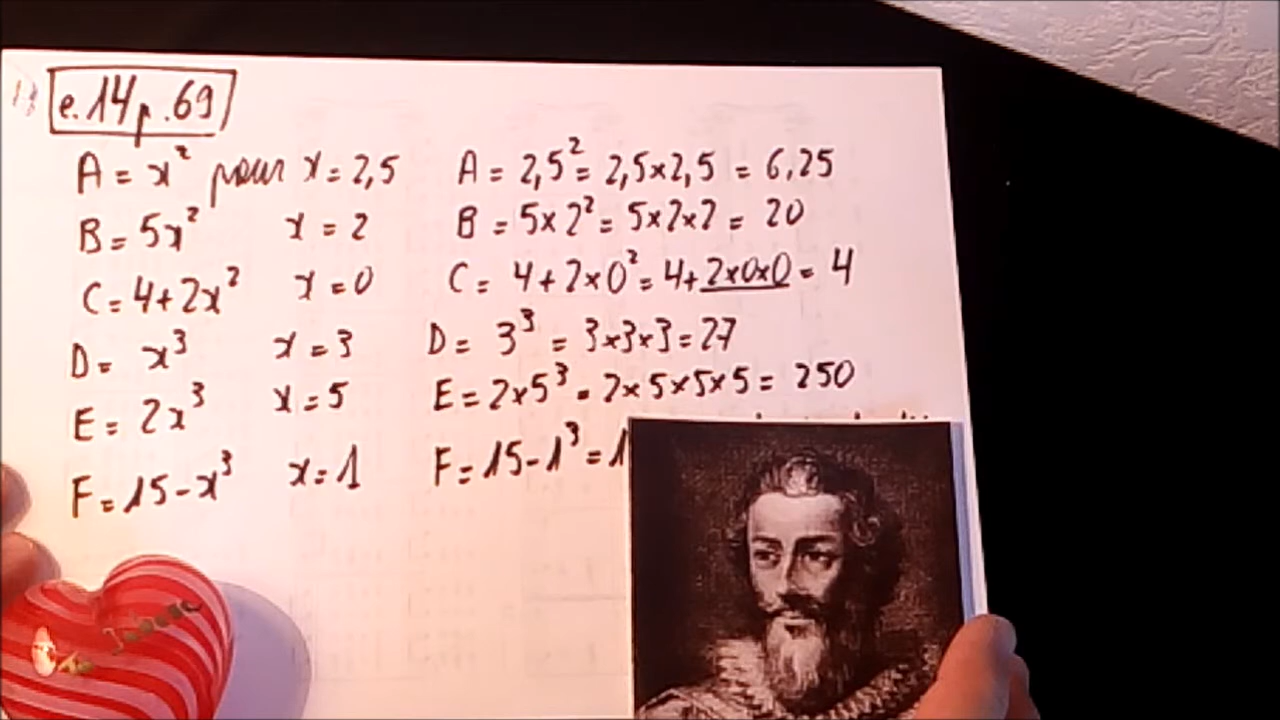 e.14 p.69
A = x² pour x = 2,5 A = 2,5² = 2,5×2,5 = 6,25
B = 5x² x = 2 B = 5×2² = 5×2×2 = 20
C = 4+2x² x = 0 C = 4+2×0² = 4+2×0×0 = 4
D = x³ x = 3 D = 3³ = 3×3×3 = 27
E = 2x³ x = 5 E = 2×5³ = 2×5×5×5 = 250
F = 15-x³ x = 1 F = 15-1³ = 1